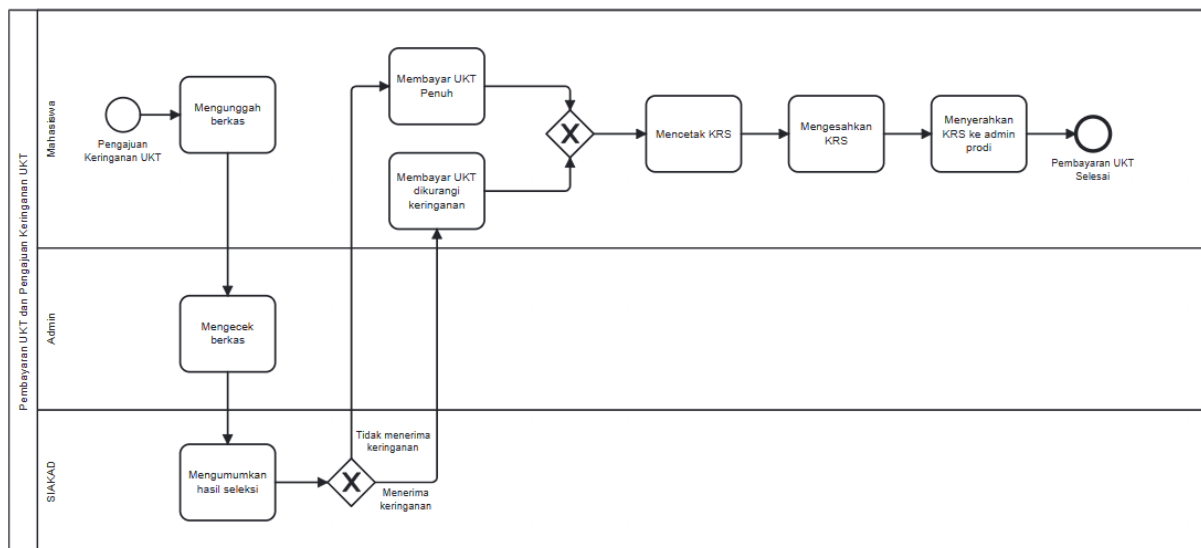 Pembayaran UKT dan Pengajuan Keringanan UKT
Mahasiswa
Pengajuan
Keringanan UKT
Mengunggah
berkas
Membayar UKT
Penuh
Membayar UKT
dikurangi
keringanan
X
Mencetak KRS
Mengesahkan
KRS
Menyerahkan
KRS ke admin
prodi
Pembayaran UKT
Selesai
Admin
Mengecek
berkas
SIAKAD
Mengumumkan
hasil seleksi
X
Tidak menerima
keringanan
Menerima
keringanan